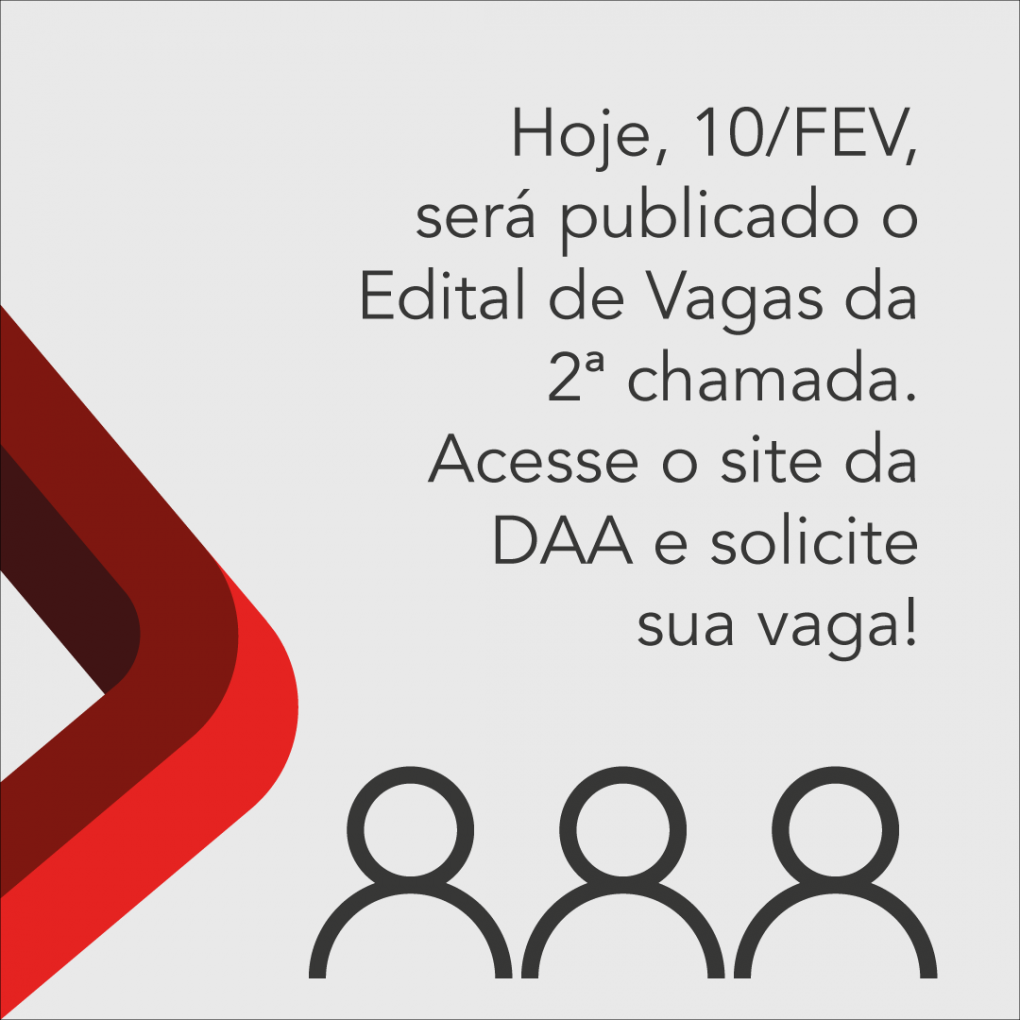 Hoje, 10/FEV,
será publicado o
Edital de Vagas da
2ª chamada.
Acesse o site da
DAA e solicite
sua vaga!